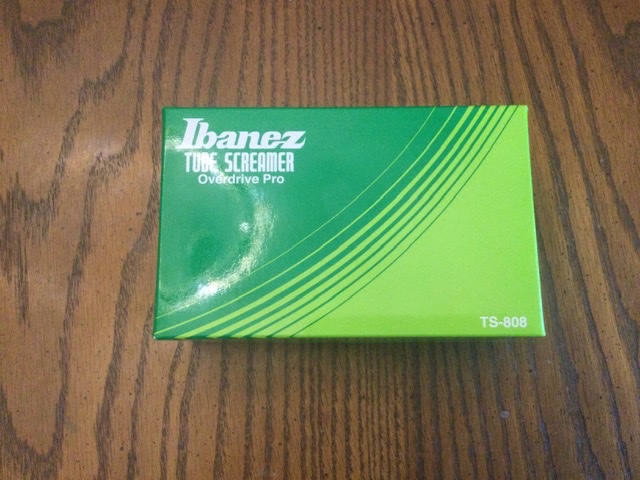 Ibanez
TUBE SCREAMER
Overdrive Pro
TS-808